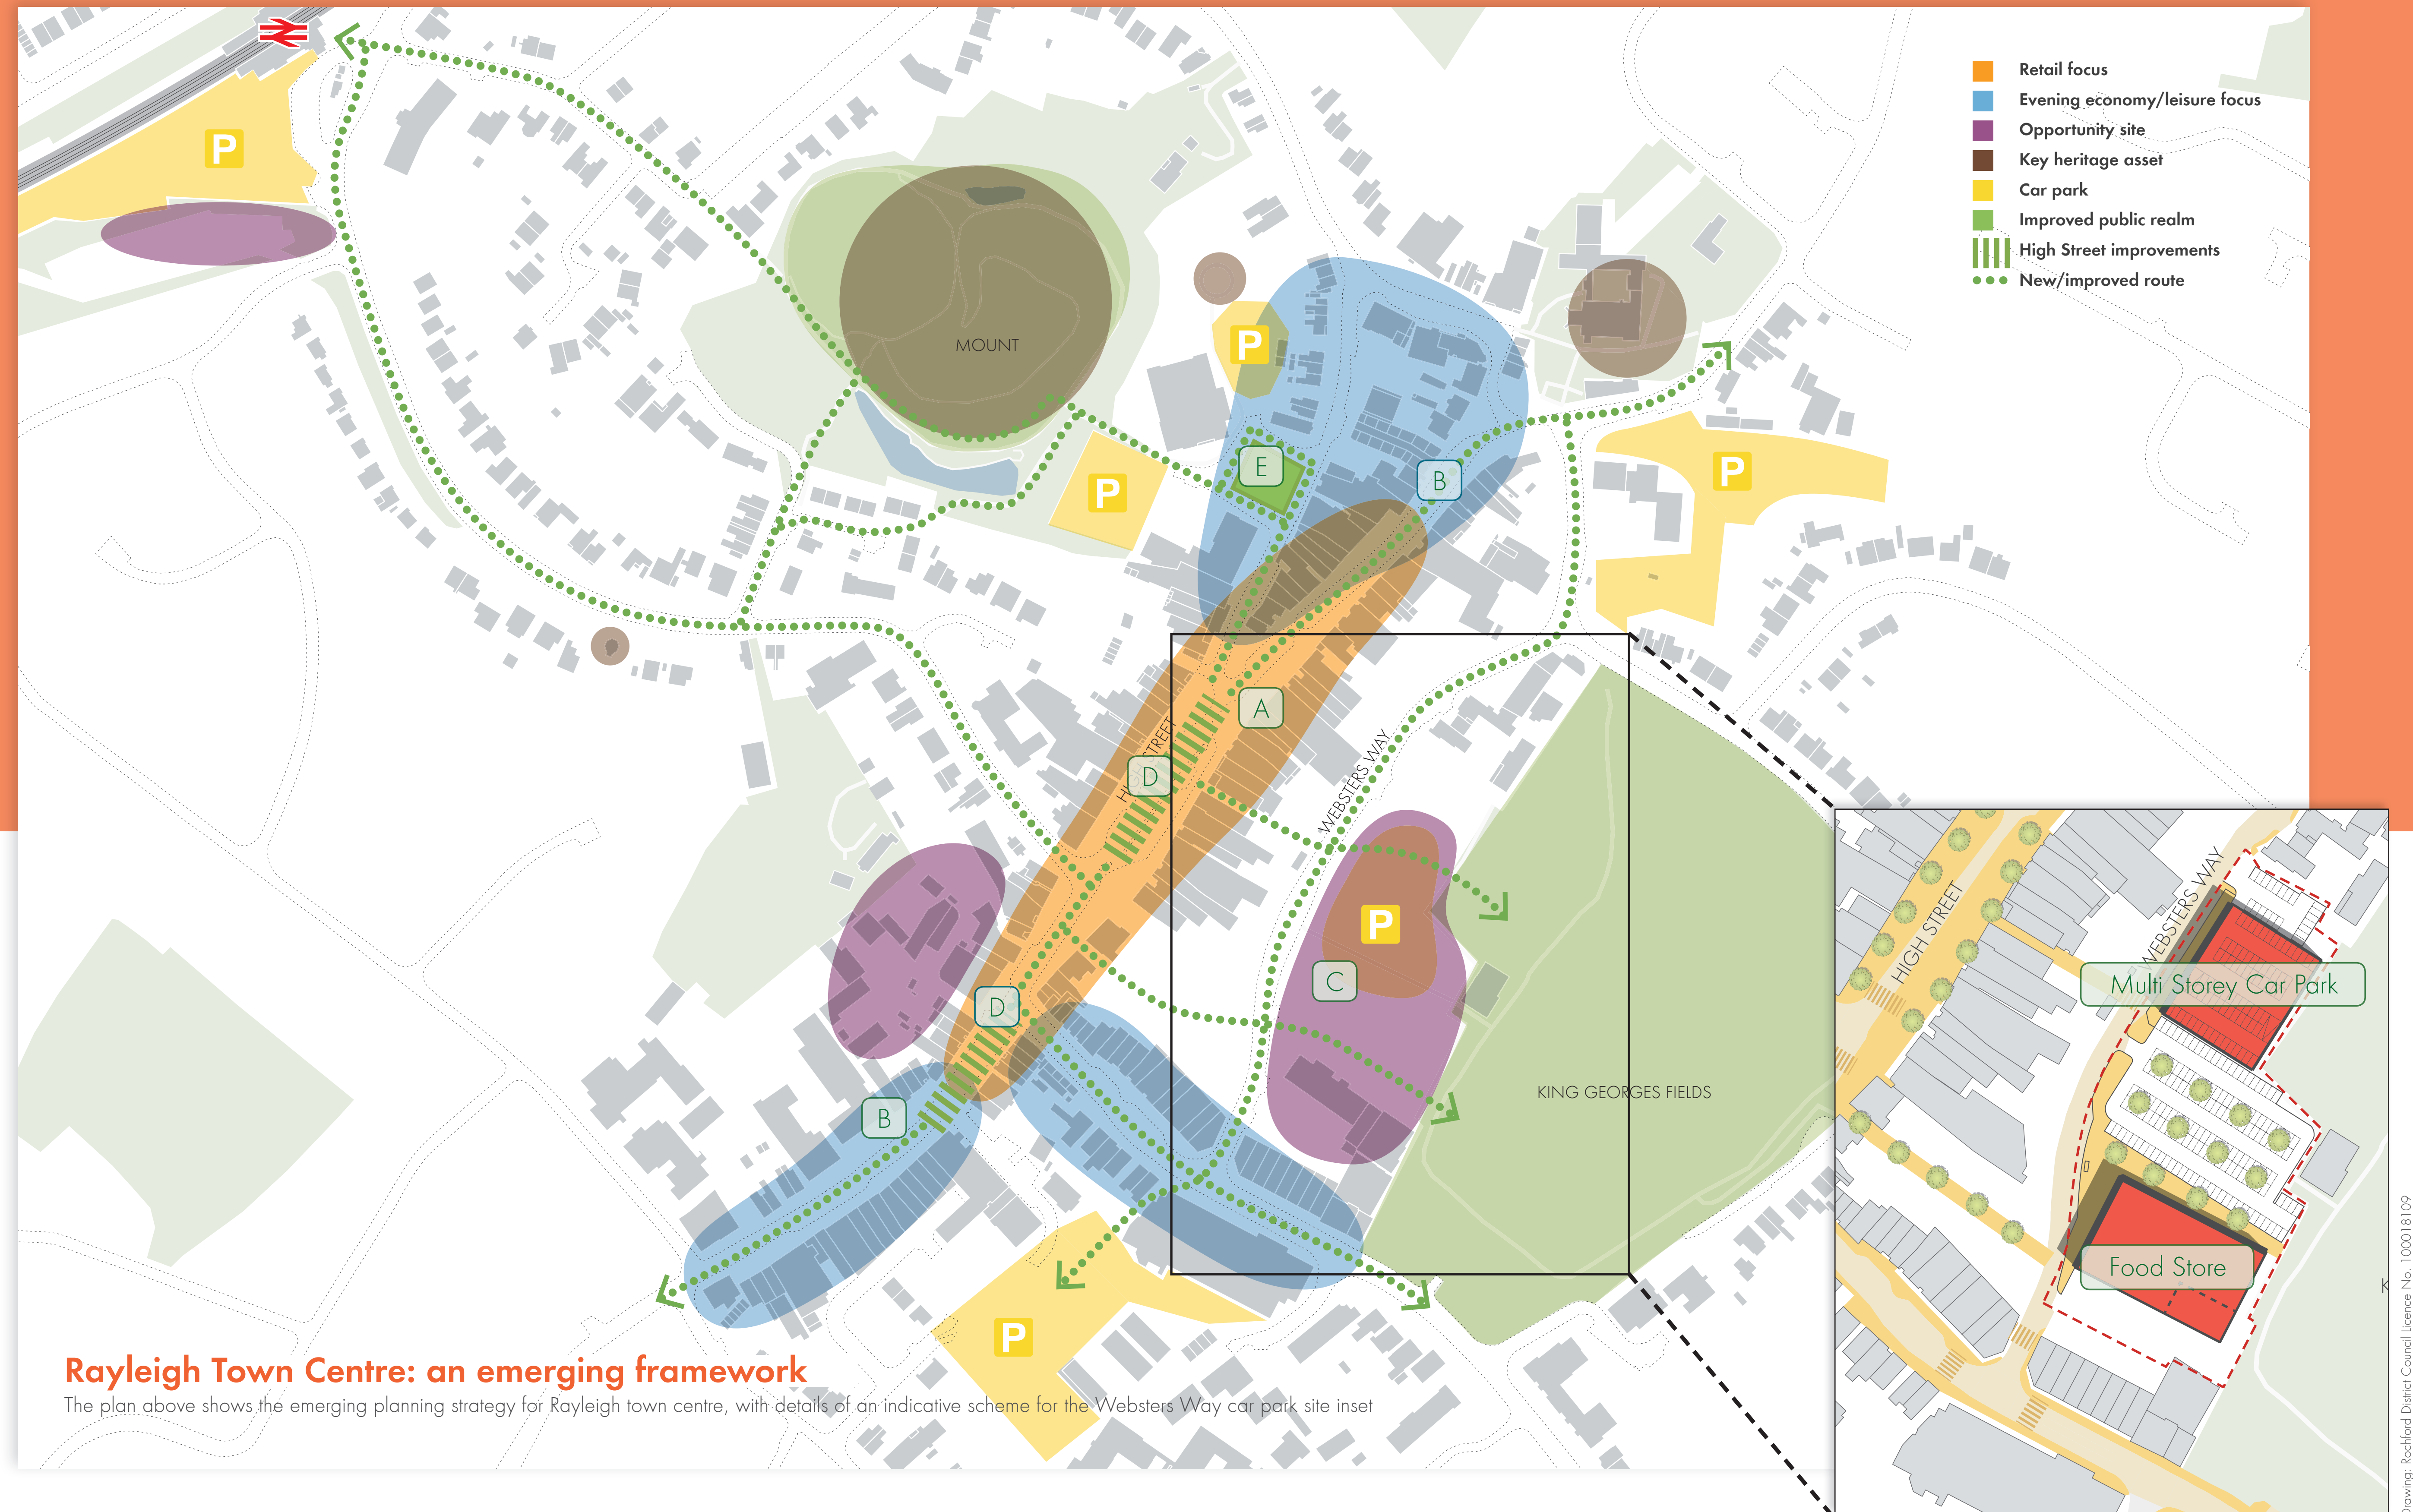 P
Retail focus
Evening economy/leisure focus
Opportunity site
Key heritage asset
Car park
Improved public realm
High Street improvements
New/improved route
MOUNT
P
E
B
P
P
A
STREET
D
WEBSTERS WAY
P
C
D
B
KING GEORGES FIELDS
P
WEBSTERS WAY
HIGH STREET
Multi Storey Car Park
Food Store
K
Rayleigh Town Centre: an emerging framework
The plan above shows the emerging planning strategy for Rayleigh town centre, with details of an indicative scheme for the Websters Way car park site inset
Drawing: Rochford District Council Licence No. 100018109